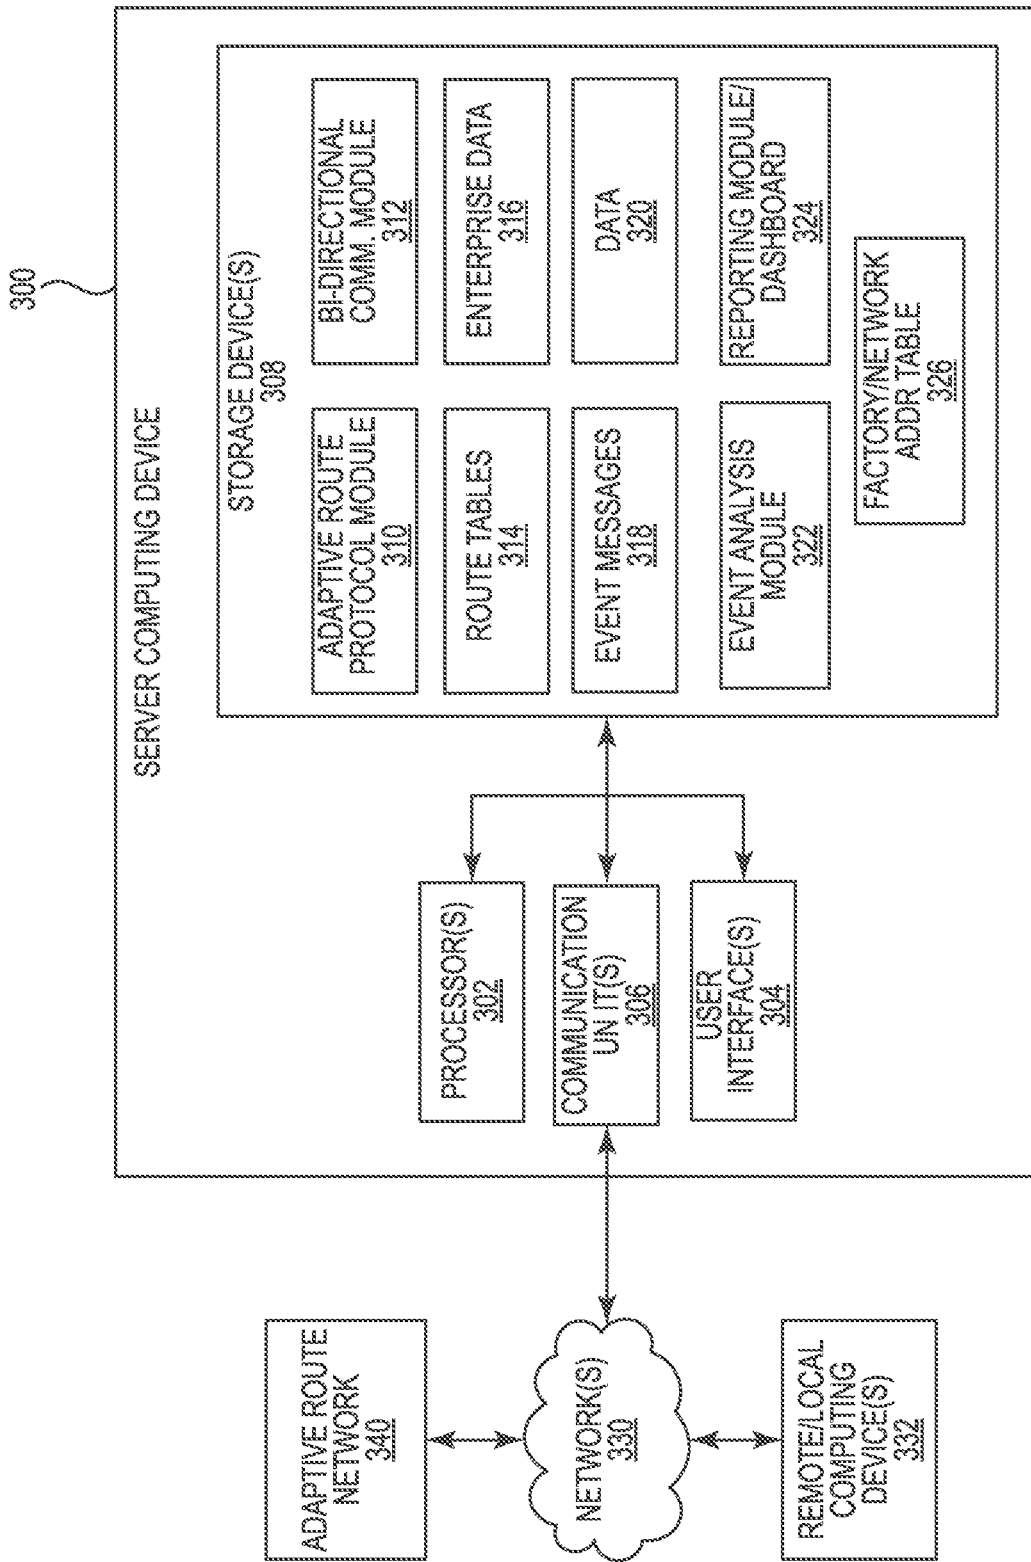 300
SERVER COMPUTING DEVICE
STORAGE DEVICE(S)
308
ADAPTIVE ROUTE
PROTOCOL MODULE
310
BI-DIRECTIONAL
COMM. MODULE
312
ROUTE TABLES
314
ENTERPRISE DATA
316
EVENT MESSAGES
318
DATA
320
EVENT ANALYSIS
MODULE
322
REPORTING MODULE/
DASHBOARD
324
FACTORY/NETWORK
ADDR TABLE
326
PROCESSOR(S)
302
COMMUNICATION
UN IT(S)
306
USER
INTERFACE(S)
304
ADAPTIVE ROUTE
NETWORK
340
NETWORK(S)
330
REMOTE/LOCAL
COMPUTING
DEVICE(S)
332